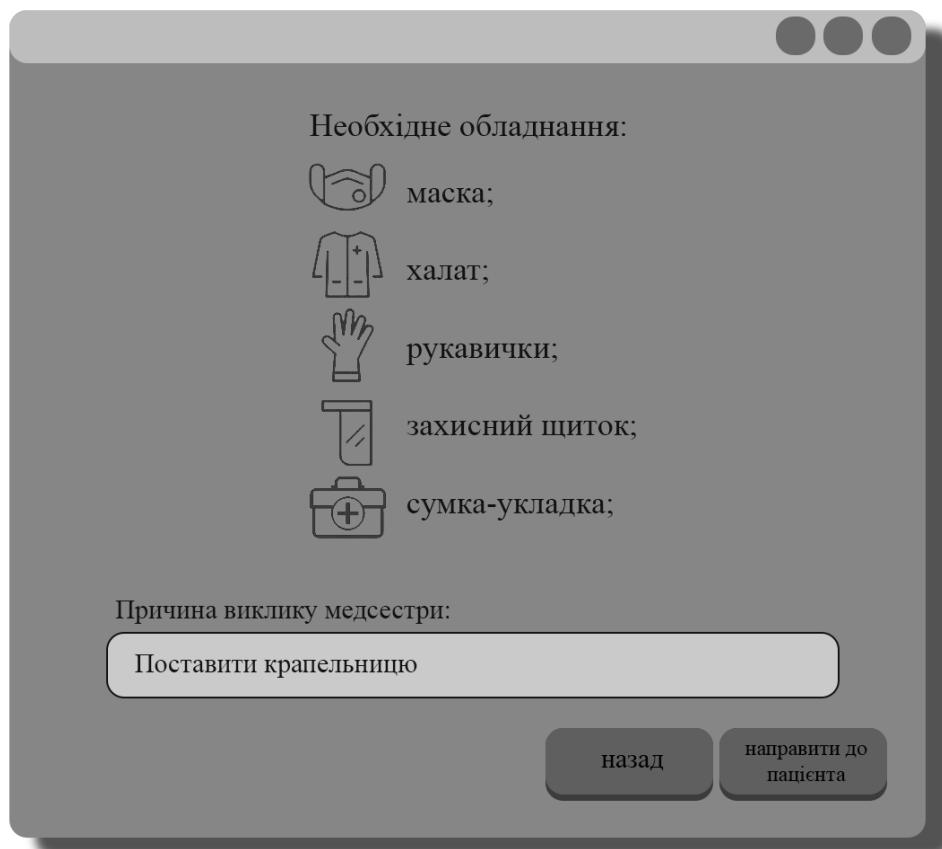 Необхідне обладнання:
маска;
халат;
рукавички;
захисний щиток;
сумка-укладка;
Причина виклику медсестри:
Поставити крапельницю
назад
направити до
пацієнта